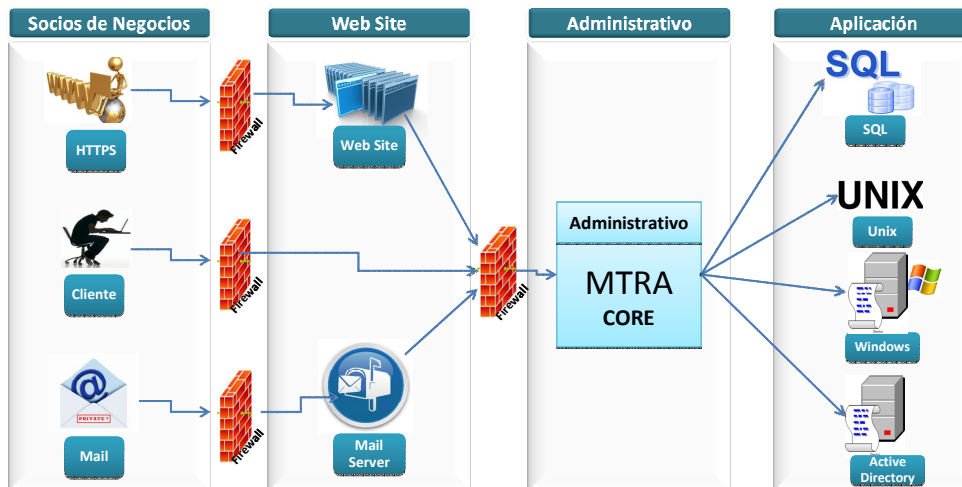 Socios de Negocios
Web Site
Administrativo
Aplicación
HTTPS
Firewall
Web Site
SQL
SQL
Cliente
Firewall
Firewall
Administrativo
MTRA
CORE
UNIX
Unix
Windows
@
PRIVATE ?
Mail
Firewall
Mail
Server
Active
Directory